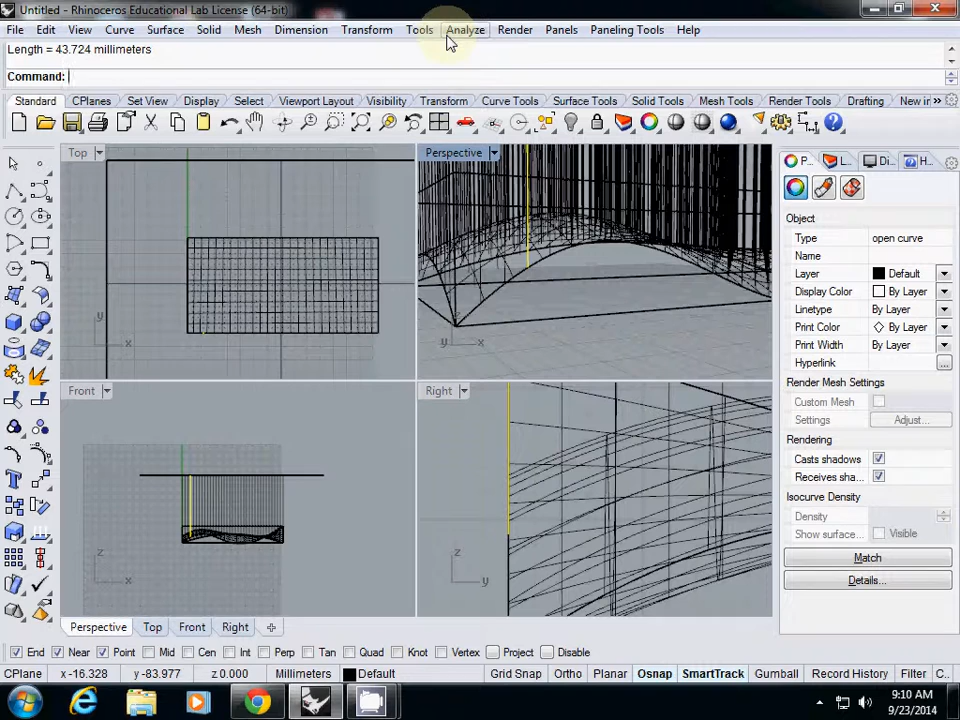 Untitled - Rhinoceros Educational Lab License (64-bit)
File Edit View Curve Surface Solid Mesh Dimension Transform Tools Analyze Render Panels Paneling Tools Help
Length = 43.724 millimeters
Command:
Standard CPlanes Set View Display Select Viewport Layout Visibility Transform Curve Tools Surface Tools Solid Tools Mesh Tools Render Tools Drafting New in »
Top
Perspective
P... L... Di... H...
Object
Type open curve
Name
Layer Default
Display Color By Layer
Linetype By Layer
Print Color By Layer
Print Width By Layer
Hyperlink ...
Render Mesh Settings
Custom Mesh
Settings Adjust...
Rendering
Casts shadows
Receives sha...
Isocurve Density
Density
Show surface... Visible
Match
Details...
y x
y x
Front
Right
z x
z y
Perspective Top Front Right
End Near Point Mid Cen Int Perp Tan Quad Knot Vertex Project Disable
CPlane x -16.328 y -83.977 z 0.000 Millimeters Default Grid Snap Ortho Planar Osnap SmartTrack Gumball Record History Filter C..
9:10 AM
9/23/2014